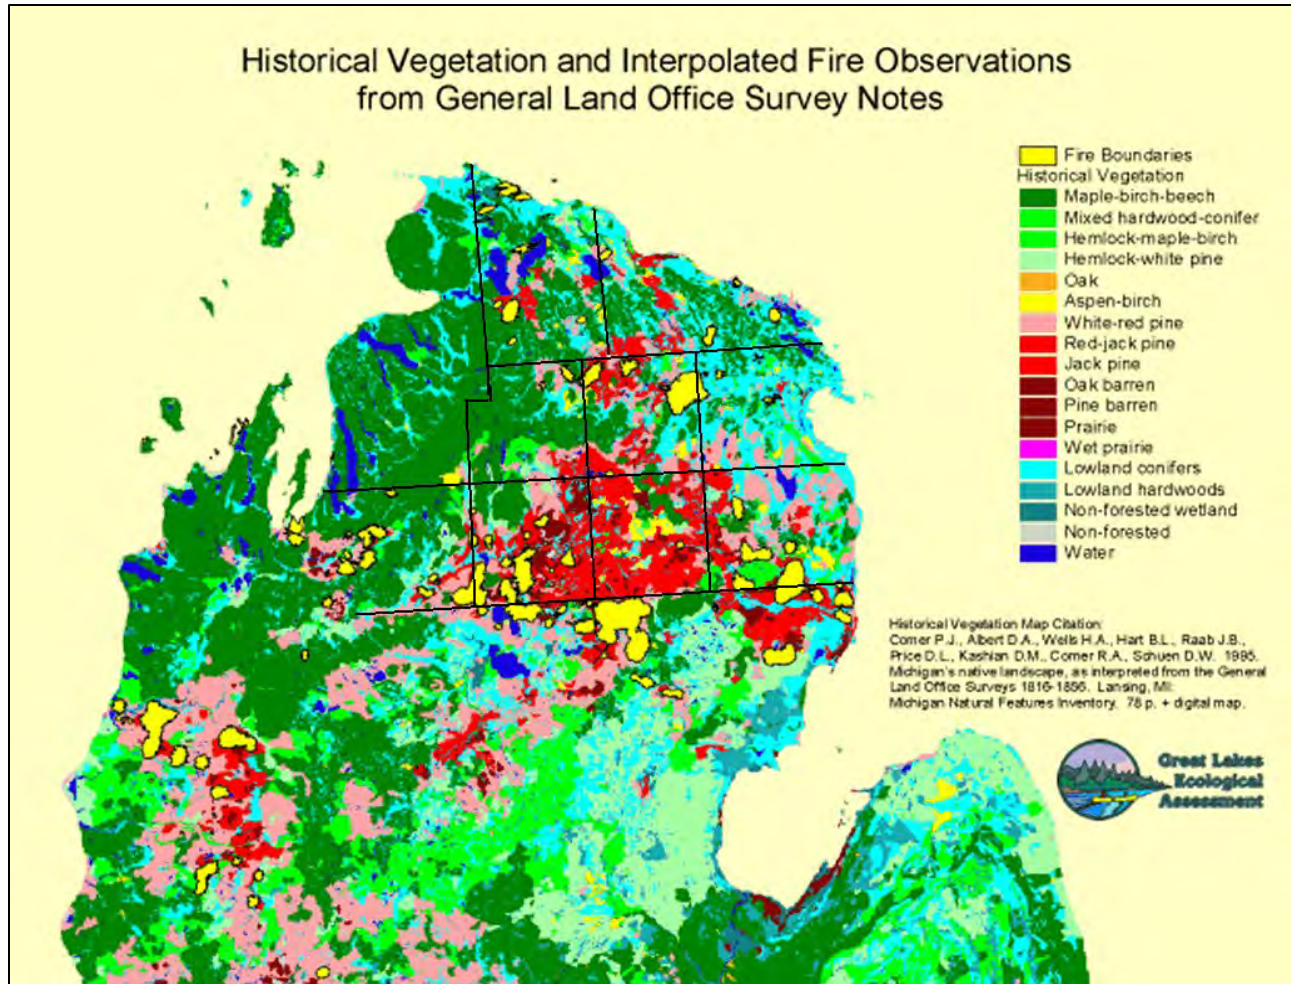 Historical Vegetation and Interpolated Fire Observations
from General Land Office Survey Notes
Fire Boundaries
Historical Vegetation
Maple-birch-beech
Mixed hardwood-conifer
Hemlock-maple-birch
Hemlock-white pine
Oak
Aspen-birch
White-red pine
Red-jack pine
Jack pine
Oak barren
Pine barren
Prairie
Wet prairie
Lowland conifers
Lowland hardwoods
Non-forested wetland
Non-forested
Water
Historical Vegetation Map Citation:
Comer P.J., Albert D.A., Wells H.A., Hart B.L., Raab J.B.,
Price D.L., Kashian D.M., Corner R.A., Schuen D.W. 1995.
Michigan's native landscape, as interpreted from the General
Land Office Surveys 1816-1856. Lansing, MI:
Michigan Natural Features Inventory. 78 p. + digital map.
Great Lakes
Ecological
Assessment